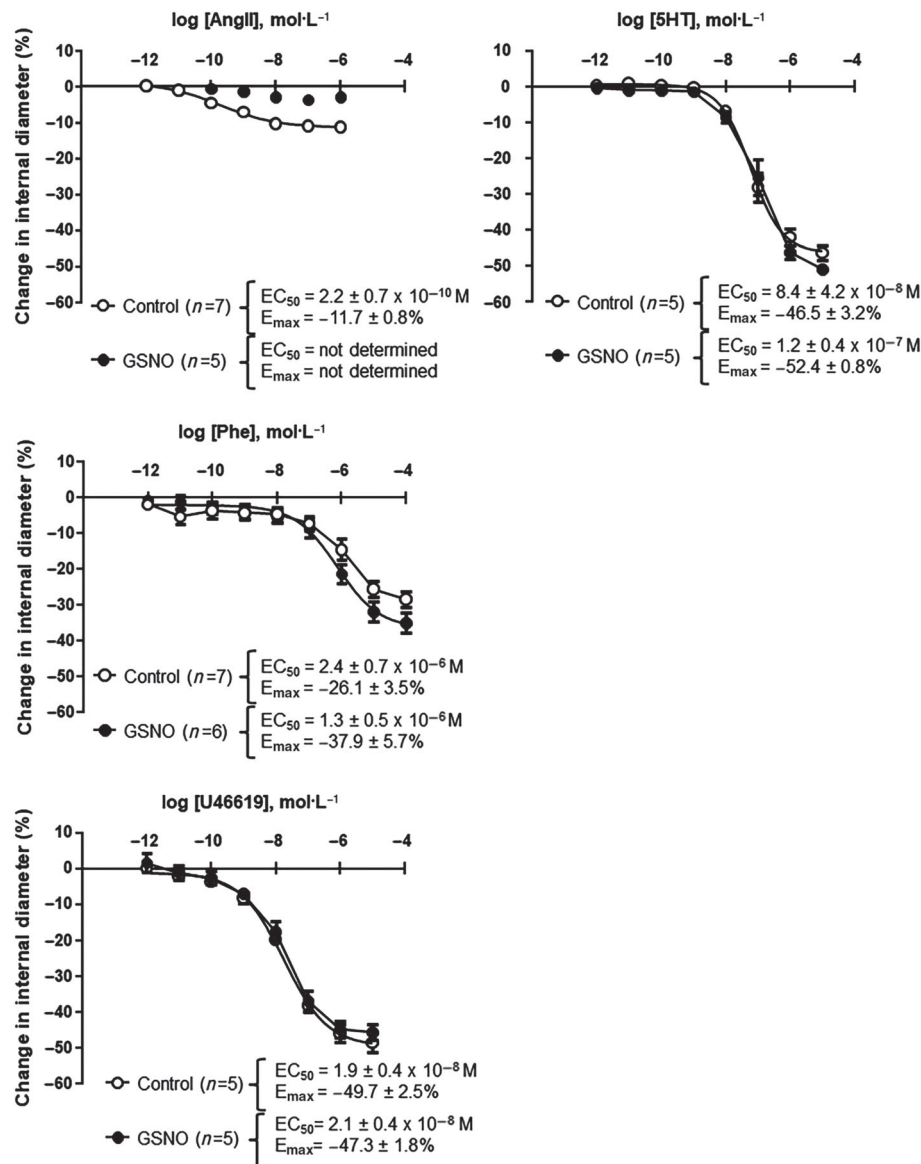 log [AngII], mol·L⁻¹
−12 −10 −8 −6 −4
10
0
−10
−20
−30
−40
−50
−60
Change in internal diameter (%)
Control (n=7)
EC₅₀ = 2.2 ± 0.7 x 10⁻¹⁰ M
Eₘₐₓ = −11.7 ± 0.8%
GSNO (n=5)
EC₅₀ = not determined
Eₘₐₓ = not determined
log [5HT], mol·L⁻¹
−12 −10 −8 −6 −4
10
0
−10
−20
−30
−40
−50
−60
Control (n=5)
EC₅₀ = 8.4 ± 4.2 x 10⁻⁸ M
Eₘₐₓ = −46.5 ± 3.2%
GSNO (n=5)
EC₅₀ = 1.2 ± 0.4 x 10⁻⁷ M
Eₘₐₓ = −52.4 ± 0.8%
log [Phe], mol·L⁻¹
−12 −10 −8 −6 −4
10
0
−10
−20
−30
−40
−50
−60
Change in internal diameter (%)
Control (n=7)
EC₅₀ = 2.4 ± 0.7 x 10⁻⁶ M
Eₘₐₓ = −26.1 ± 3.5%
GSNO (n=6)
EC₅₀ = 1.3 ± 0.5 x 10⁻⁶ M
Eₘₐₓ = −37.9 ± 5.7%
log [U46619], mol·L⁻¹
−12 −10 −8 −6 −4
10
0
−10
−20
−30
−40
−50
−60
Change in internal diameter (%)
Control (n=5)
EC₅₀ = 1.9 ± 0.4 x 10⁻⁸ M
Eₘₐₓ = −49.7 ± 2.5%
GSNO (n=5)
EC₅₀= 2.1 ± 0.4 x 10⁻⁸ M
Eₘₐₓ = −47.3 ± 1.8%